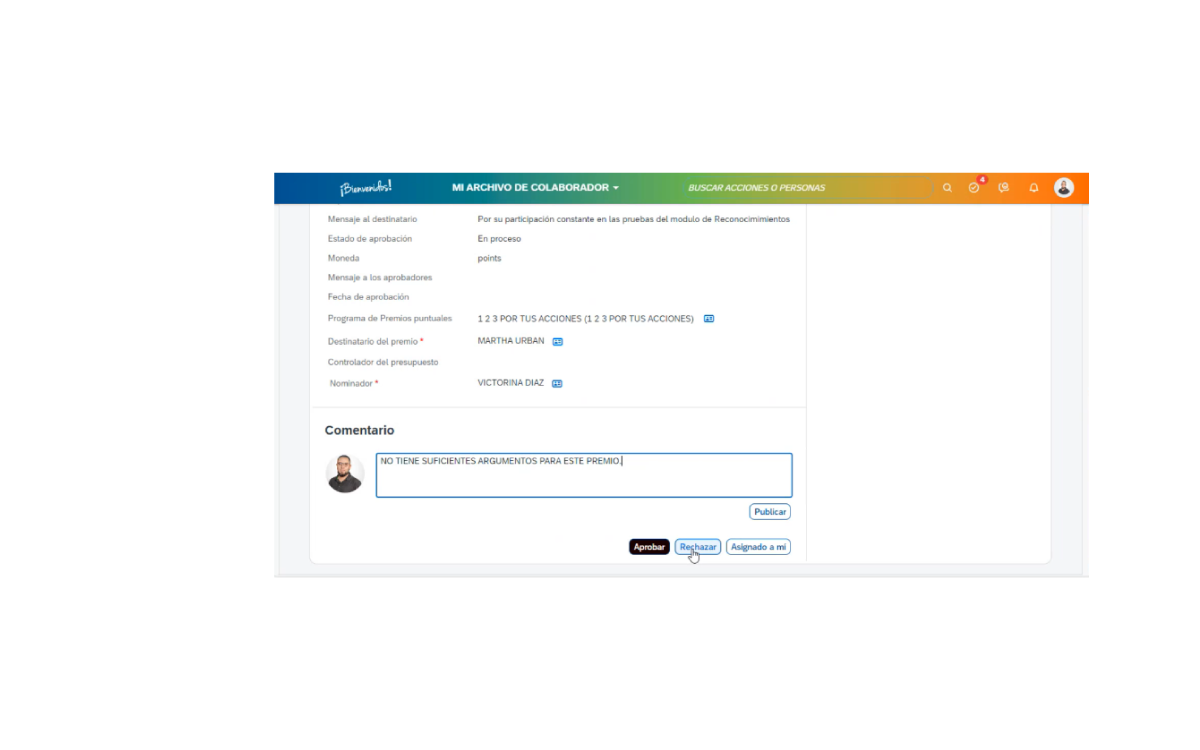 ¡Bienvenidos! MI ARCHIVO DE COLABORADOR BUSCAR ACCIONES O PERSONAS 4
Mensaje al destinatario Por su participación constante en las pruebas del modulo de Reconocimimientos
Estado de aprobación En proceso
Moneda points
Mensaje a los aprobadores
Fecha de aprobación
Programa de Premios puntuales 1 2 3 POR TUS ACCIONES (1 2 3 POR TUS ACCIONES)
Destinatario del premio * MARTHA URBAN
Controlador del presupuesto
Nominador * VICTORINA DIAZ
Comentario
NO TIENE SUFICIENTES ARGUMENTOS PARA ESTE PREMIO.
Publicar
Aprobar Rechazar Asignado a mi